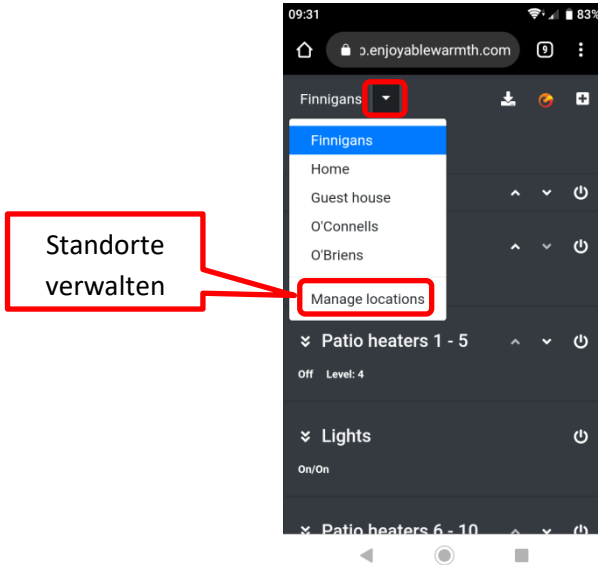 09:31
83%
ɔ.enjoyablewarmth.com
9
Finnigans
Finnigans
Home
Guest house
O'Connells
O'Briens
Manage locations
Standorte
verwalten
Patio heaters 1 - 5
Off Level: 4
Lights
On/On
Patio heaters 6 - 10